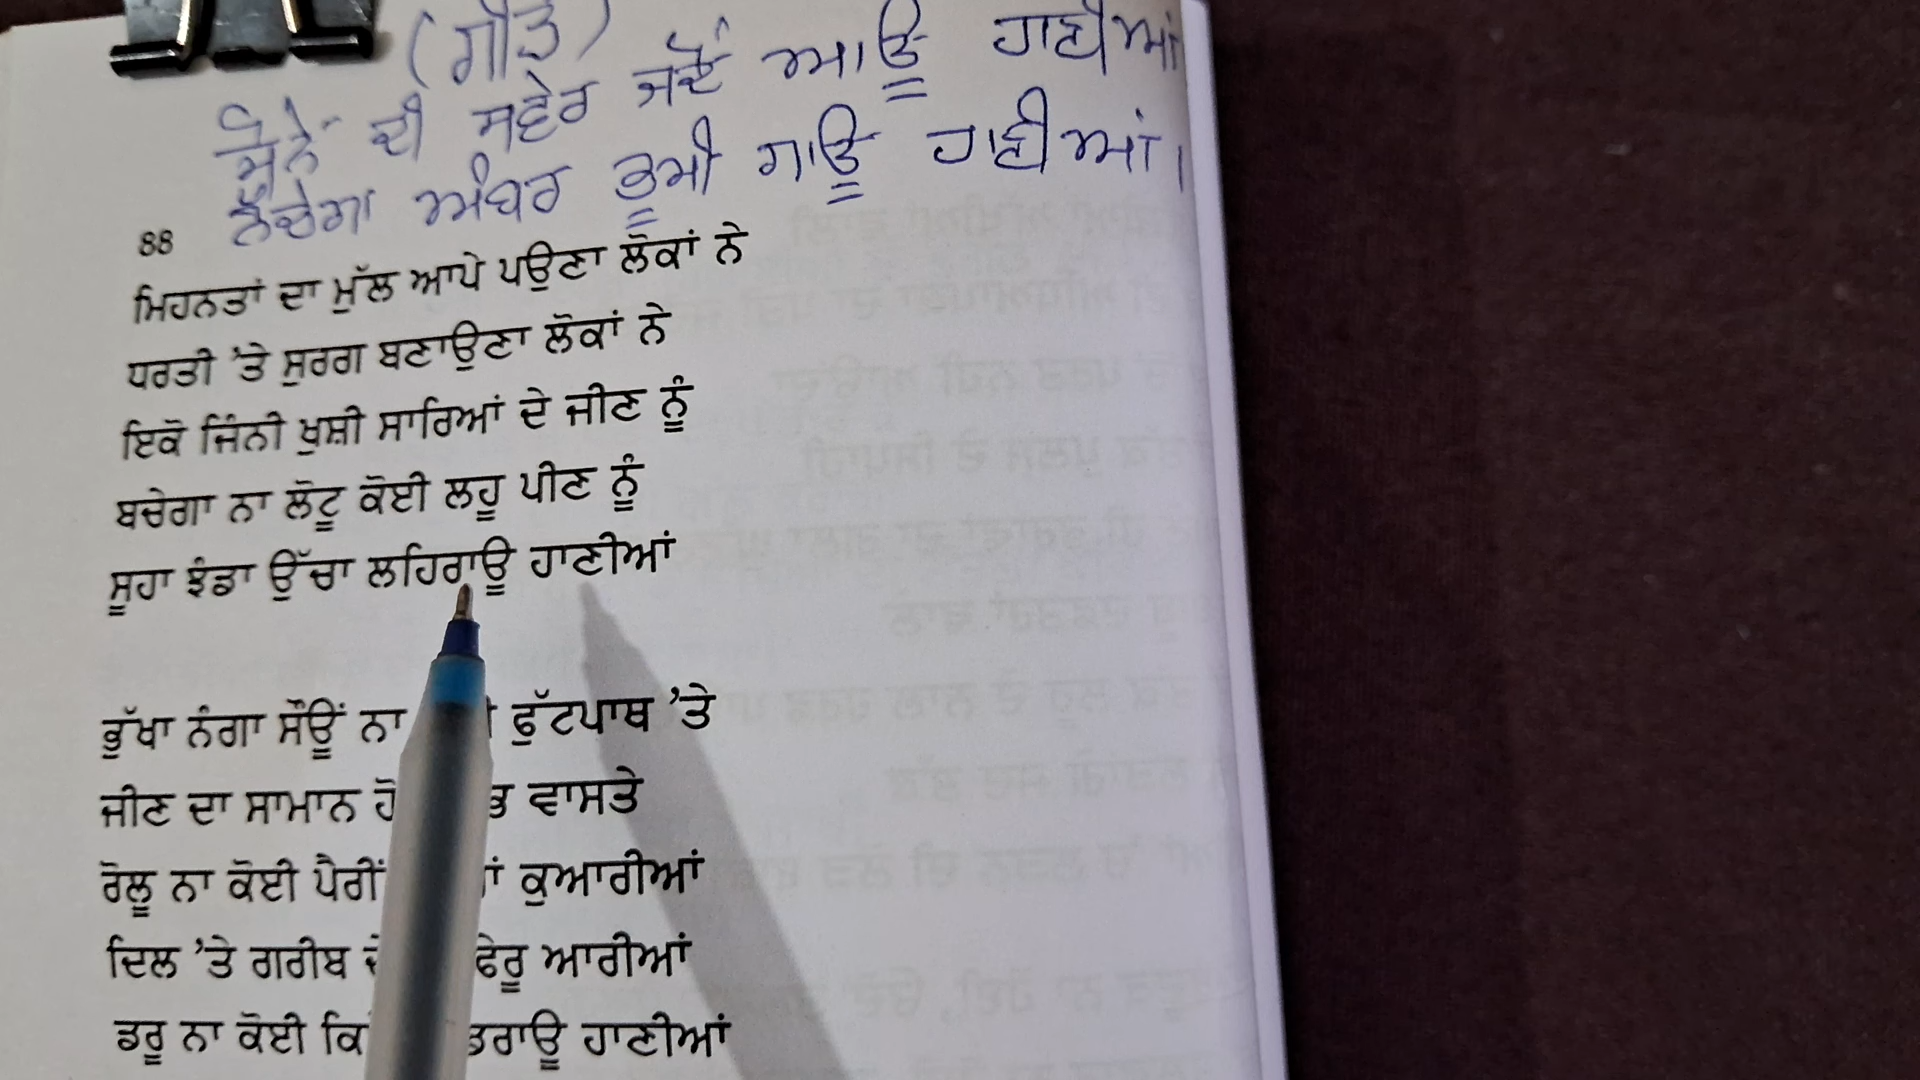 (ਗੀਤ)
ਸੋਨੇ ਦੀ ਸਵੇਰ ਜਦੋਂ ਆਊ ਹਾਣੀਆਂ
ਨੱਚੇਗਾ ਅੰਬਰ ਭੂਮੀ ਗਾਊ ਹਾਣੀਆਂ।
88
ਮਿਹਨਤਾਂ ਦਾ ਮੁੱਲ ਆਪੇ ਪਉਣਾ ਲੋਕਾਂ ਨੇ
ਧਰਤੀ ’ਤੇ ਸੁਰਗ ਬਣਾਉਣਾ ਲੋਕਾਂ ਨੇ
ਇਕੋ ਜਿੰਨੀ ਖੁਸ਼ੀ ਸਾਰਿਆਂ ਦੇ ਜੀਣ ਨੂੰ
ਬਚੇਗਾ ਨਾ ਲੋਟੂ ਕੋਈ ਲਹੂ ਪੀਣ ਨੂੰ
ਸੂਹਾ ਝੰਡਾ ਉੱਚਾ ਲਹਿਰਾਊ ਹਾਣੀਆਂ
ਭੁੱਖਾ ਨੰਗਾ ਸੌਊਂ ਨਾ ਫੁੱਟਪਾਥ ’ਤੇ
ਜੀਣ ਦਾ ਸਾਮਾਨ ਵਾਸਤੇ
ਰੋਲੂ ਨਾ ਕੋਈ ਪੈਰੀਂ ਕੁਆਰੀਆਂ
ਦਿਲ ’ਤੇ ਗਰੀਬ ਫੇਰੂ ਆਰੀਆਂ
ਡਰੂ ਨਾ ਕੋਈ ਡਰਾਊ ਹਾਣੀਆਂ